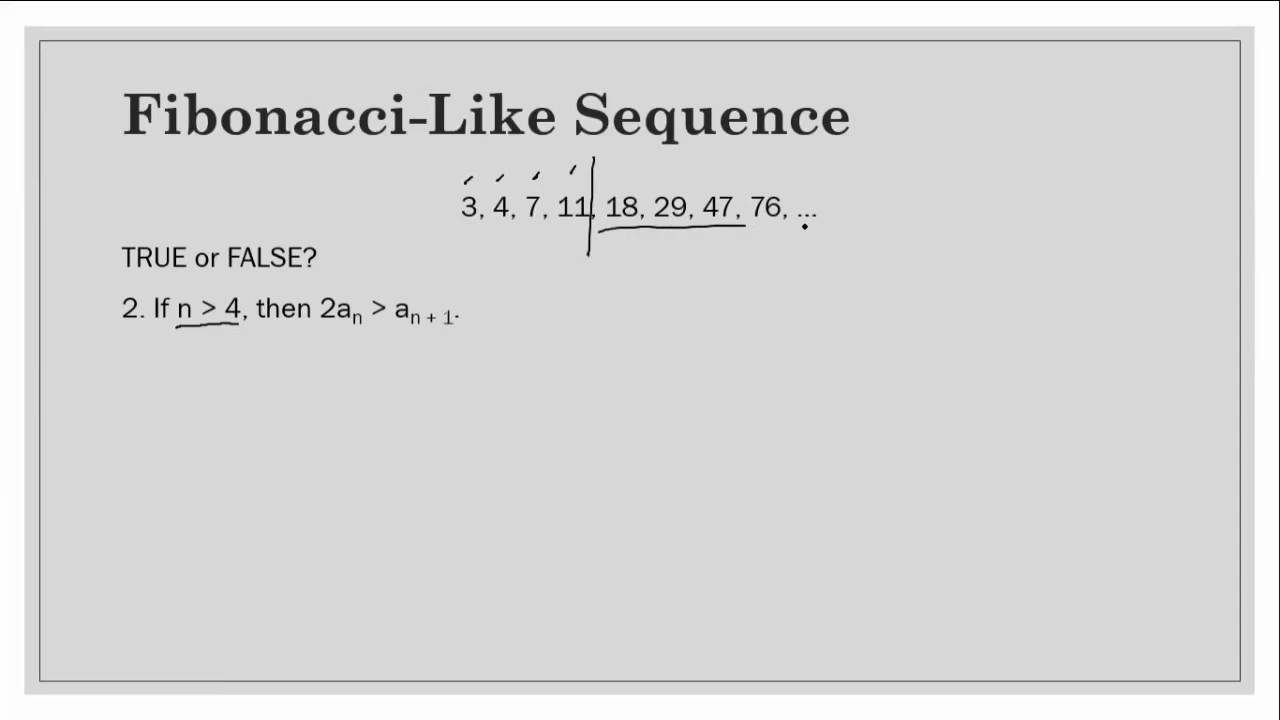 Fibonacci-Like Sequence
3, 4, 7, 11, 18, 29, 47, 76, ...
TRUE or FALSE?
2. If n > 4, then 2aₙ > aₙ ₊ ₁.